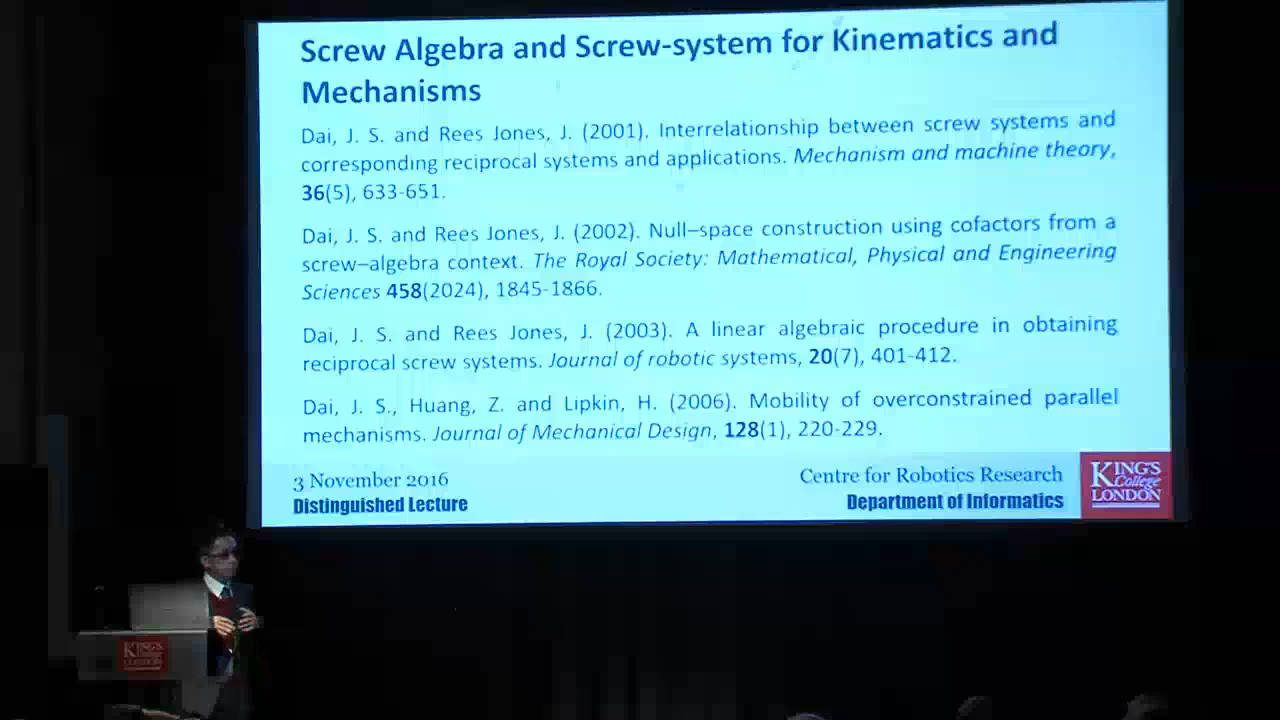 Screw Algebra and Screw-system for Kinematics and
Mechanisms
Dai, J. S. and Rees Jones, J. (2001). Interrelationship between screw systems and
corresponding reciprocal systems and applications. Mechanism and machine theory,
36(5), 633-651.
Dai, J. S. and Rees Jones, J. (2002). Null–space construction using cofactors from a
screw–algebra context. The Royal Society: Mathematical, Physical and Engineering
Sciences 458(2024), 1845-1866.
Dai, J. S. and Rees Jones, J. (2003). A linear algebraic procedure in obtaining
reciprocal screw systems. Journal of robotic systems, 20(7), 401-412.
Dai, J. S., Huang, Z. and Lipkin, H. (2006). Mobility of overconstrained parallel
mechanisms. Journal of Mechanical Design, 128(1), 220-229.
3 November 2016
Distinguished Lecture
Centre for Robotics Research
Department of Informatics
KING'S
College
LONDON
KING'S
College
LONDON